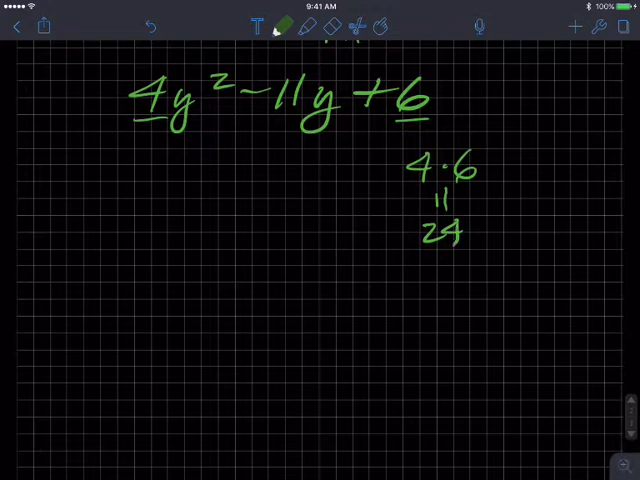 9:41 AM
100%
T
4y² - 11y + 6
4 · 6
=
24